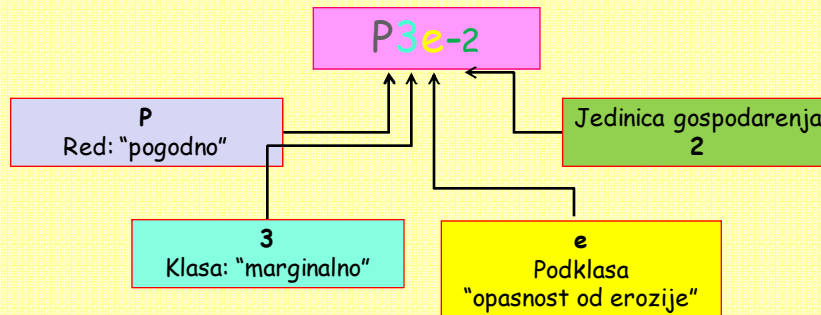 P3e-2
P
Red: “pogodno”
Jedinica gospodarenja
2
3
Klasa: “marginalno”
e
Podklasa
“opasnost od erozije”